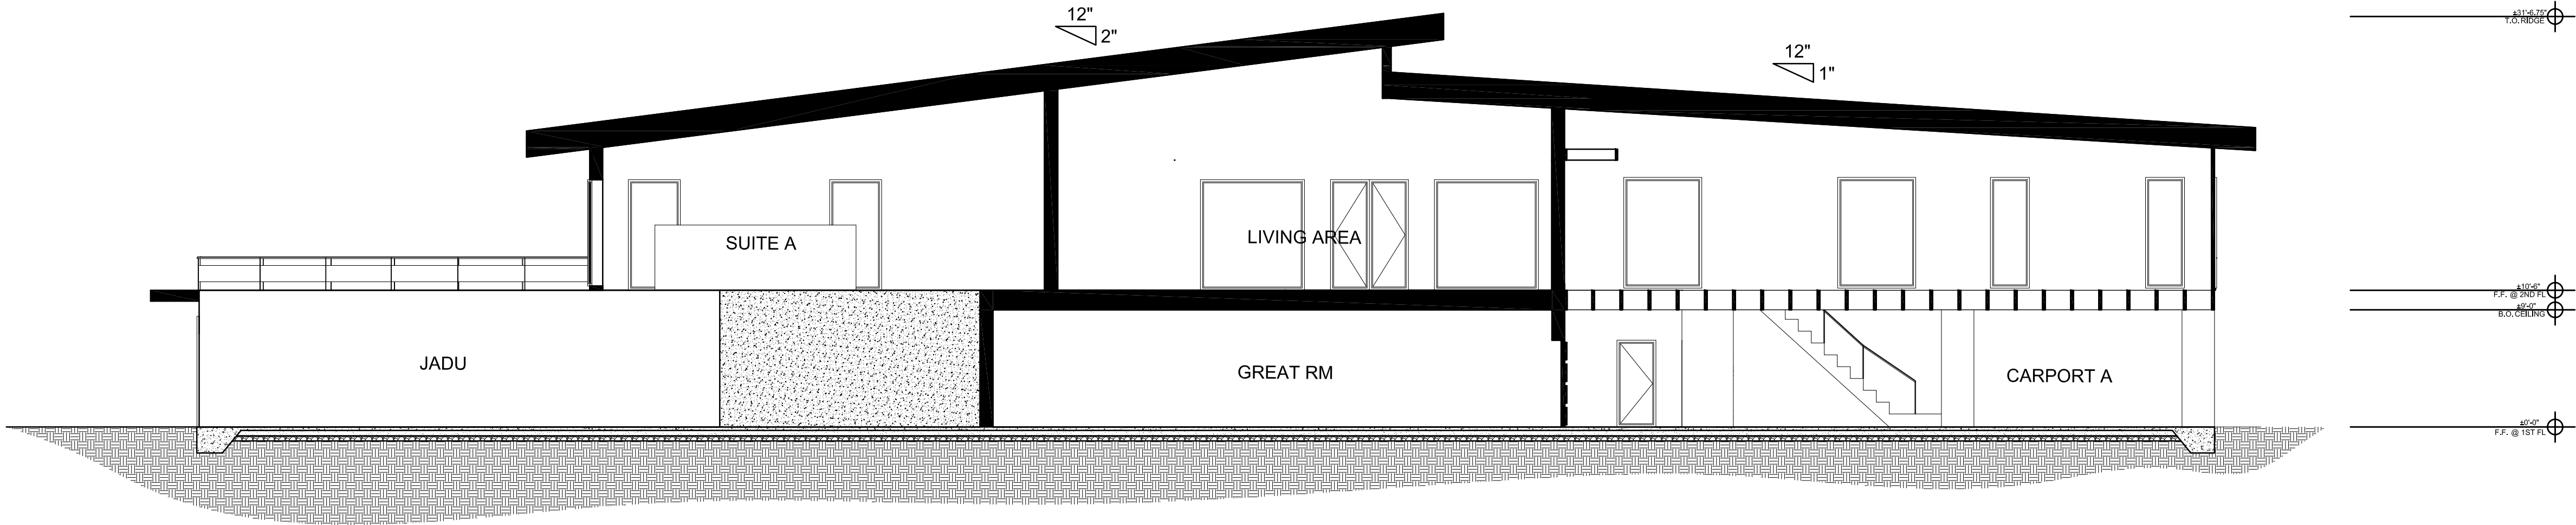 12"
2"
12"
1"
±31'-6.75"
T.O. RIDGE
SUITE A
LIVING AREA
±10'-6"
F.F. @ 2ND FL
±9'-0"
B.O. CEILING
JADU
GREAT RM
CARPORT A
±0'-0"
F.F. @ 1ST FL